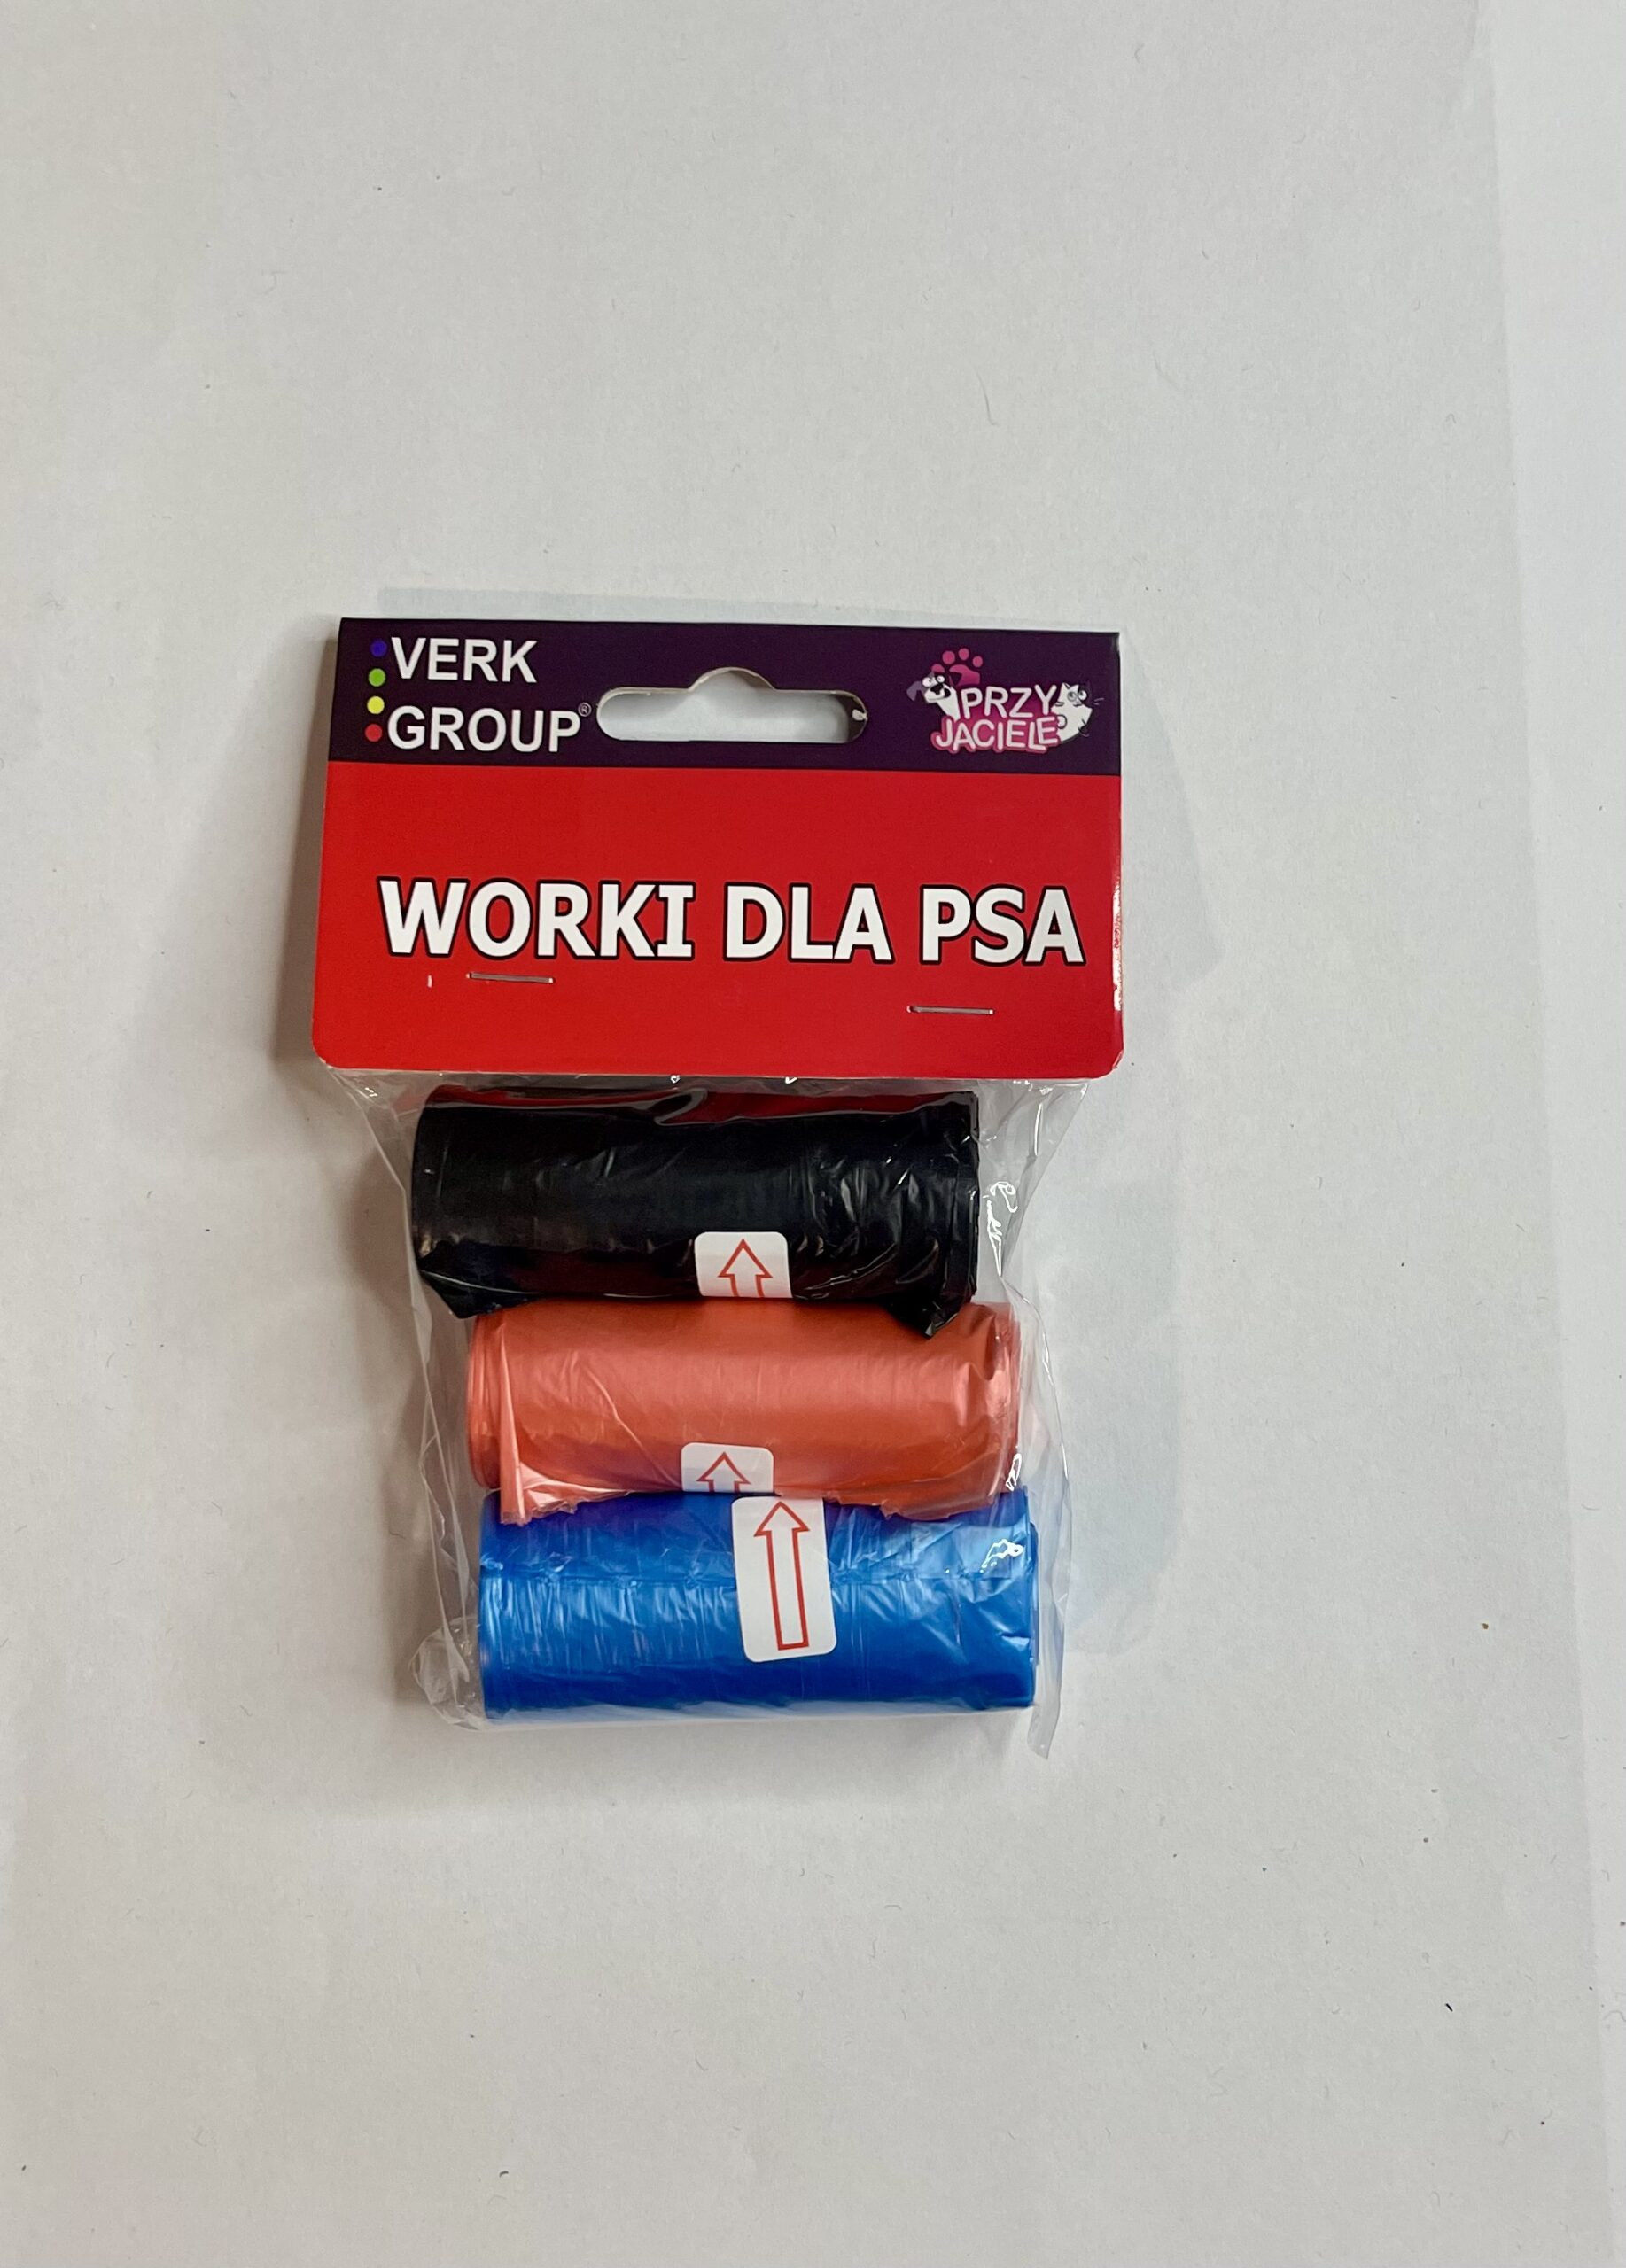 VERK
GROUP®
PRZY
JACIELE
WORKI DLA PSA